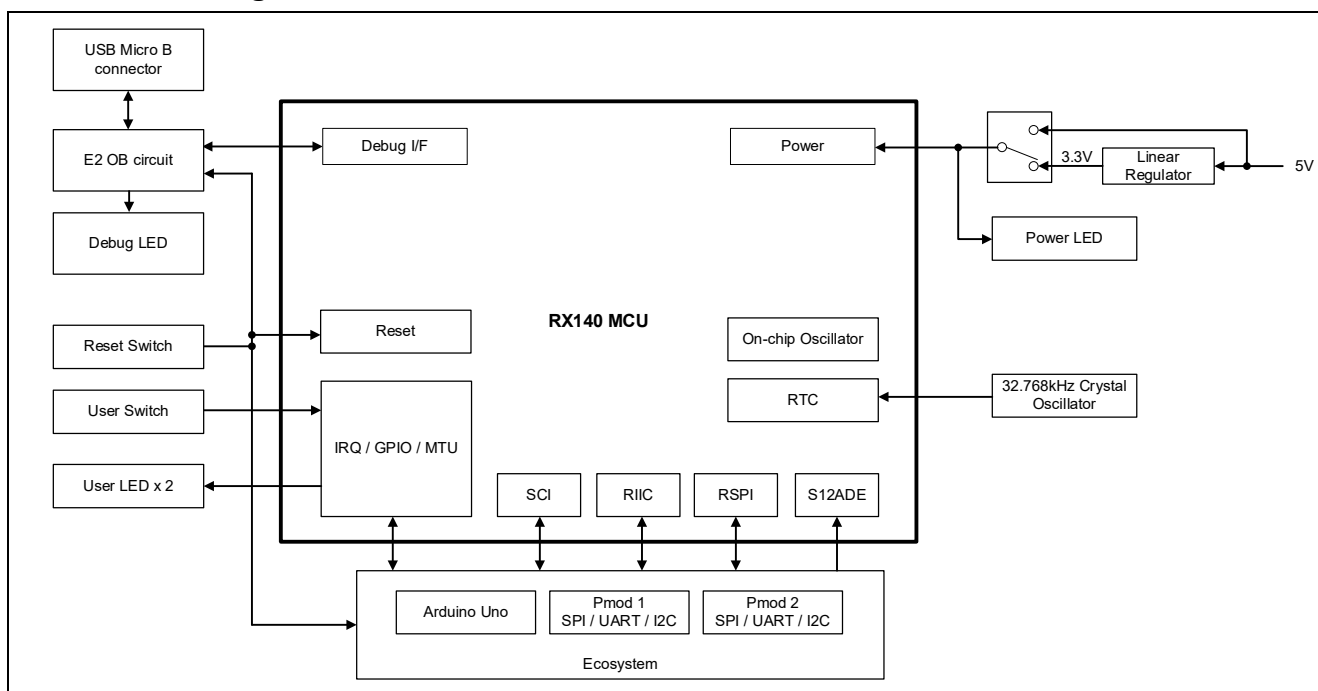 USB Micro B
connector
E2 OB circuit
Debug LED
Reset Switch
User Switch
User LED x 2
Debug I/F
Reset
IRQ / GPIO / MTU
RX140 MCU
Power
On-chip Oscillator
RTC
SCI
RIIC
RSPI
S12ADE
3.3V
Linear
Regulator
5V
Power LED
32.768kHz Crystal
Oscillator
Arduino Uno
Pmod 1
SPI / UART / I2C
Pmod 2
SPI / UART / I2C
Ecosystem